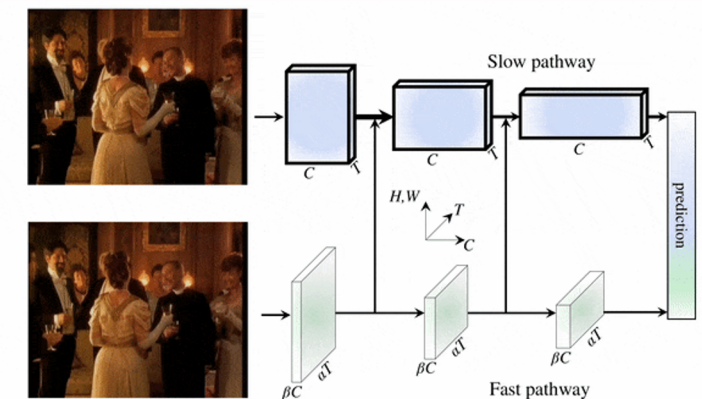 Slow pathway
C
T
C
T
C
T
H,W
T
C
prediction
βC
αT
βC
αT
βC
αT
Fast pathway